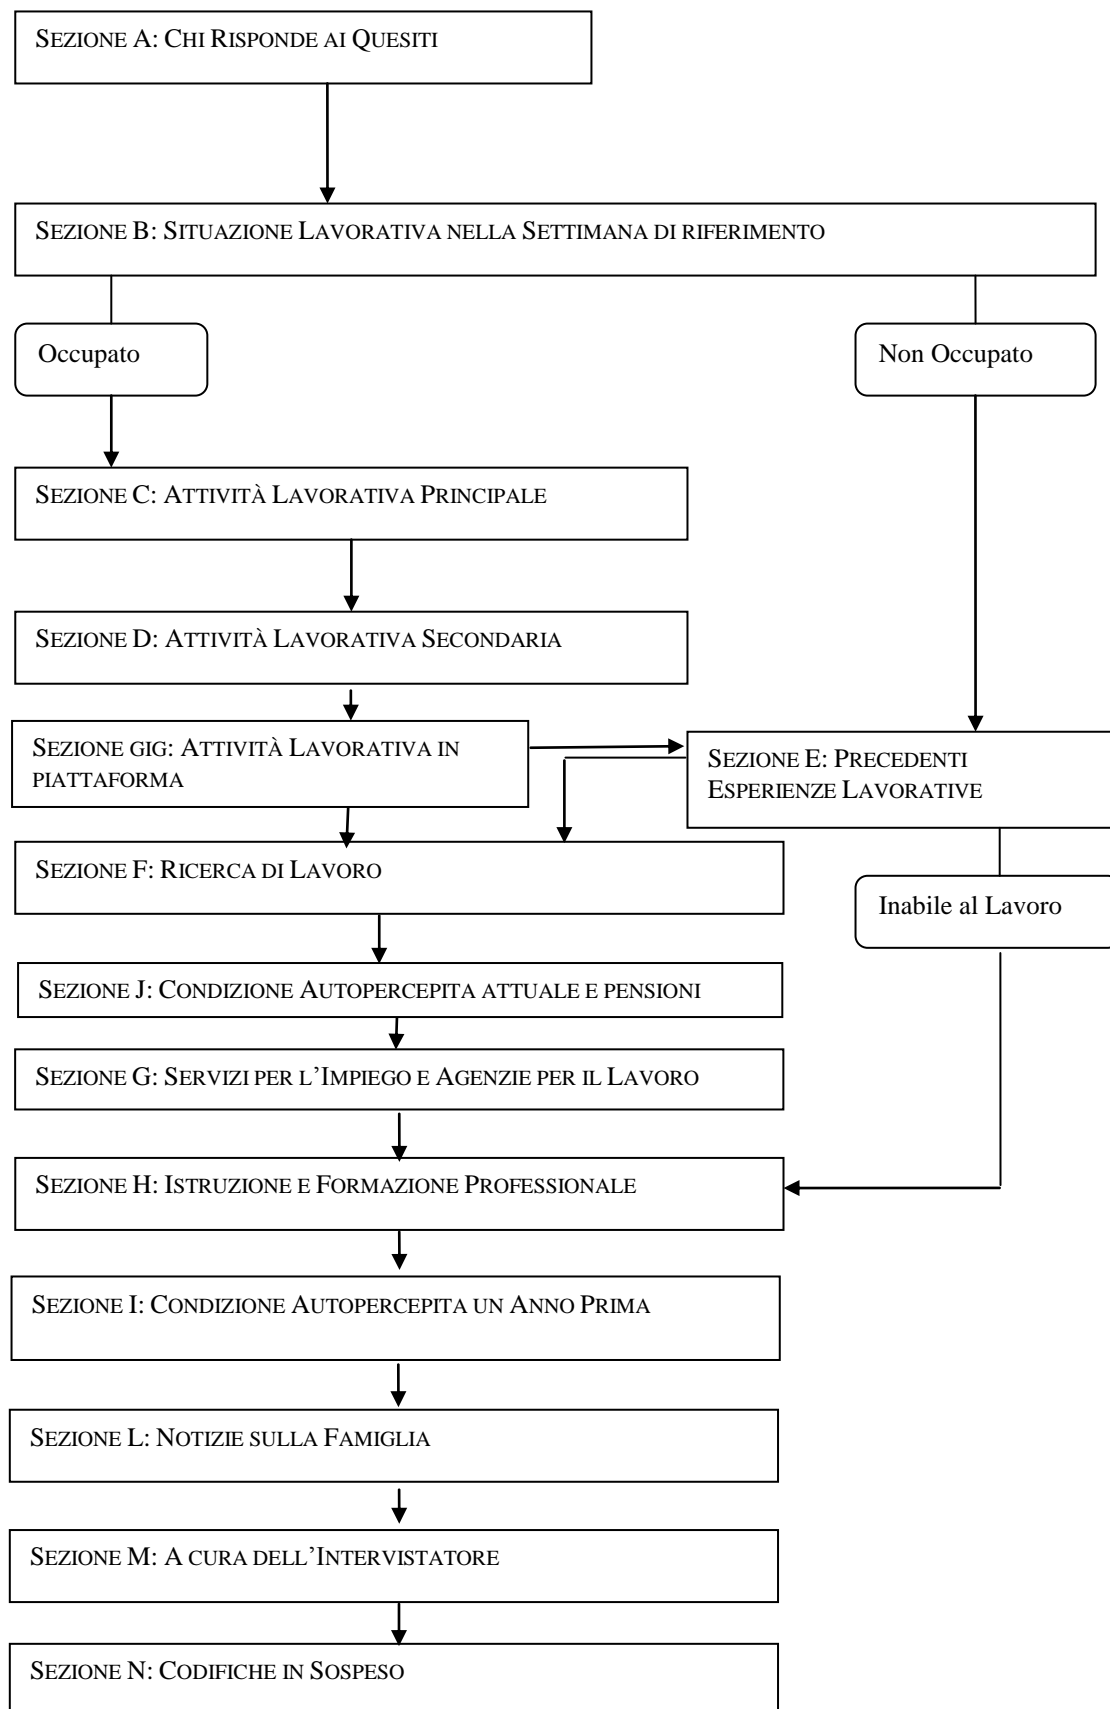 SEZIONE A: CHI RISPONDE AI QUESITI
SEZIONE B: SITUAZIONE LAVORATIVA NELLA SETTIMANA DI RIFERIMENTO
Occupato
Non Occupato
SEZIONE C: ATTIVITÀ LAVORATIVA PRINCIPALE
SEZIONE D: ATTIVITÀ LAVORATIVA SECONDARIA
SEZIONE GIG: ATTIVITÀ LAVORATIVA IN
PIATTAFORMA
SEZIONE E: PRECEDENTI
ESPERIENZE LAVORATIVE
SEZIONE F: RICERCA DI LAVORO
Inabile al Lavoro
SEZIONE J: CONDIZIONE AUTOPERCEPITA ATTUALE E PENSIONI
SEZIONE G: SERVIZI PER L'IMPIEGO E AGENZIE PER IL LAVORO
SEZIONE H: ISTRUZIONE E FORMAZIONE PROFESSIONALE
SEZIONE I: CONDIZIONE AUTOPERCEPITA UN ANNO PRIMA
SEZIONE L: NOTIZIE SULLA FAMIGLIA
SEZIONE M: A CURA DELL'INTERVISTATORE
SEZIONE N: CODIFICHE IN SOSPESO